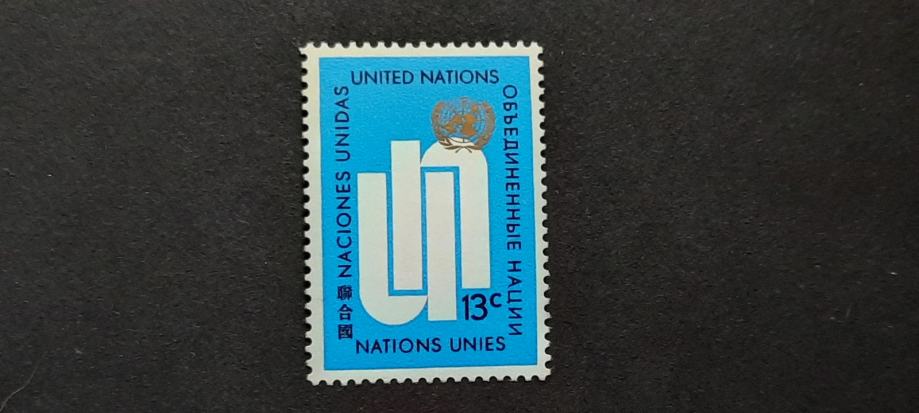 UNITED NATIONS
NACIONES UNIDAS
聯合國
ОБЪЕДИНЕННЫЕ НАЦИИ
un
13c
NATIONS UNIES